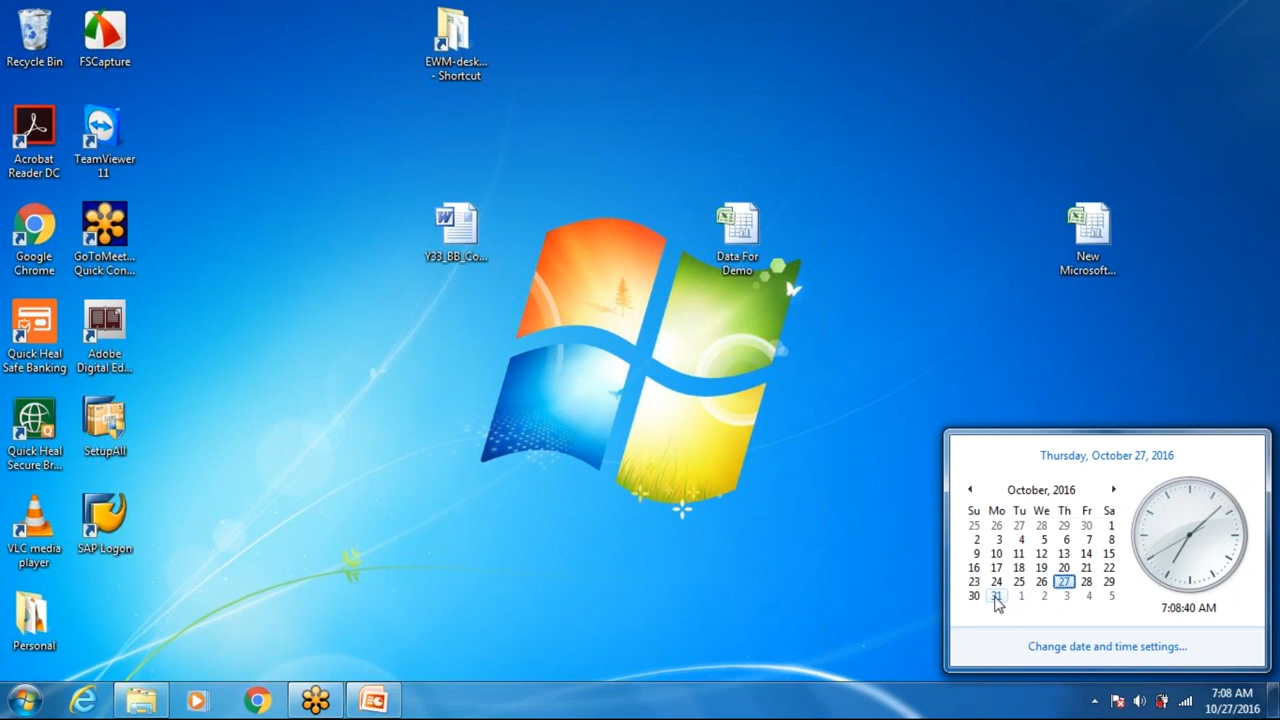 Recycle Bin
FSCapture
EWM-desk...
- Shortcut
Acrobat
Reader DC
TeamViewer
11
Google
Chrome
GoToMeet...
Quick Con...
Y33_BB_Co...
Data For
Demo
New
Microsoft...
Quick Heal
Safe Banking
Adobe
Digital Ed...
Quick Heal
Secure Br...
SetupAll
VLC media
player
SAP Logon
Personal
Thursday, October 27, 2016
October, 2016
Su Mo Tu We Th Fr Sa
25 26 27 28 29 30 1
2 3 4 5 6 7 8
9 10 11 12 13 14 15
16 17 18 19 20 21 22
23 24 25 26 27 28 29
30 31 1 2 3 4 5
7:08:40 AM
Change date and time settings...
7:08 AM
10/27/2016